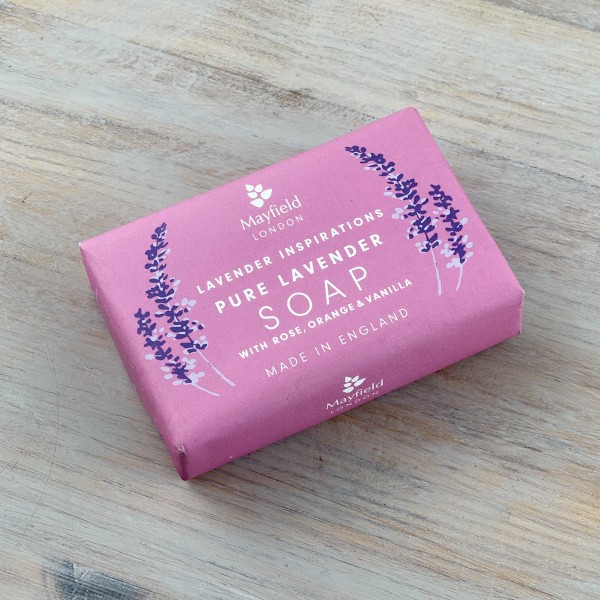 Mayfield
LONDON
LAVENDER INSPIRATIONS
PURE LAVENDER
SOAP
WITH ROSE, ORANGE & VANILLA
MADE IN ENGLAND
Mayfield
LONDON